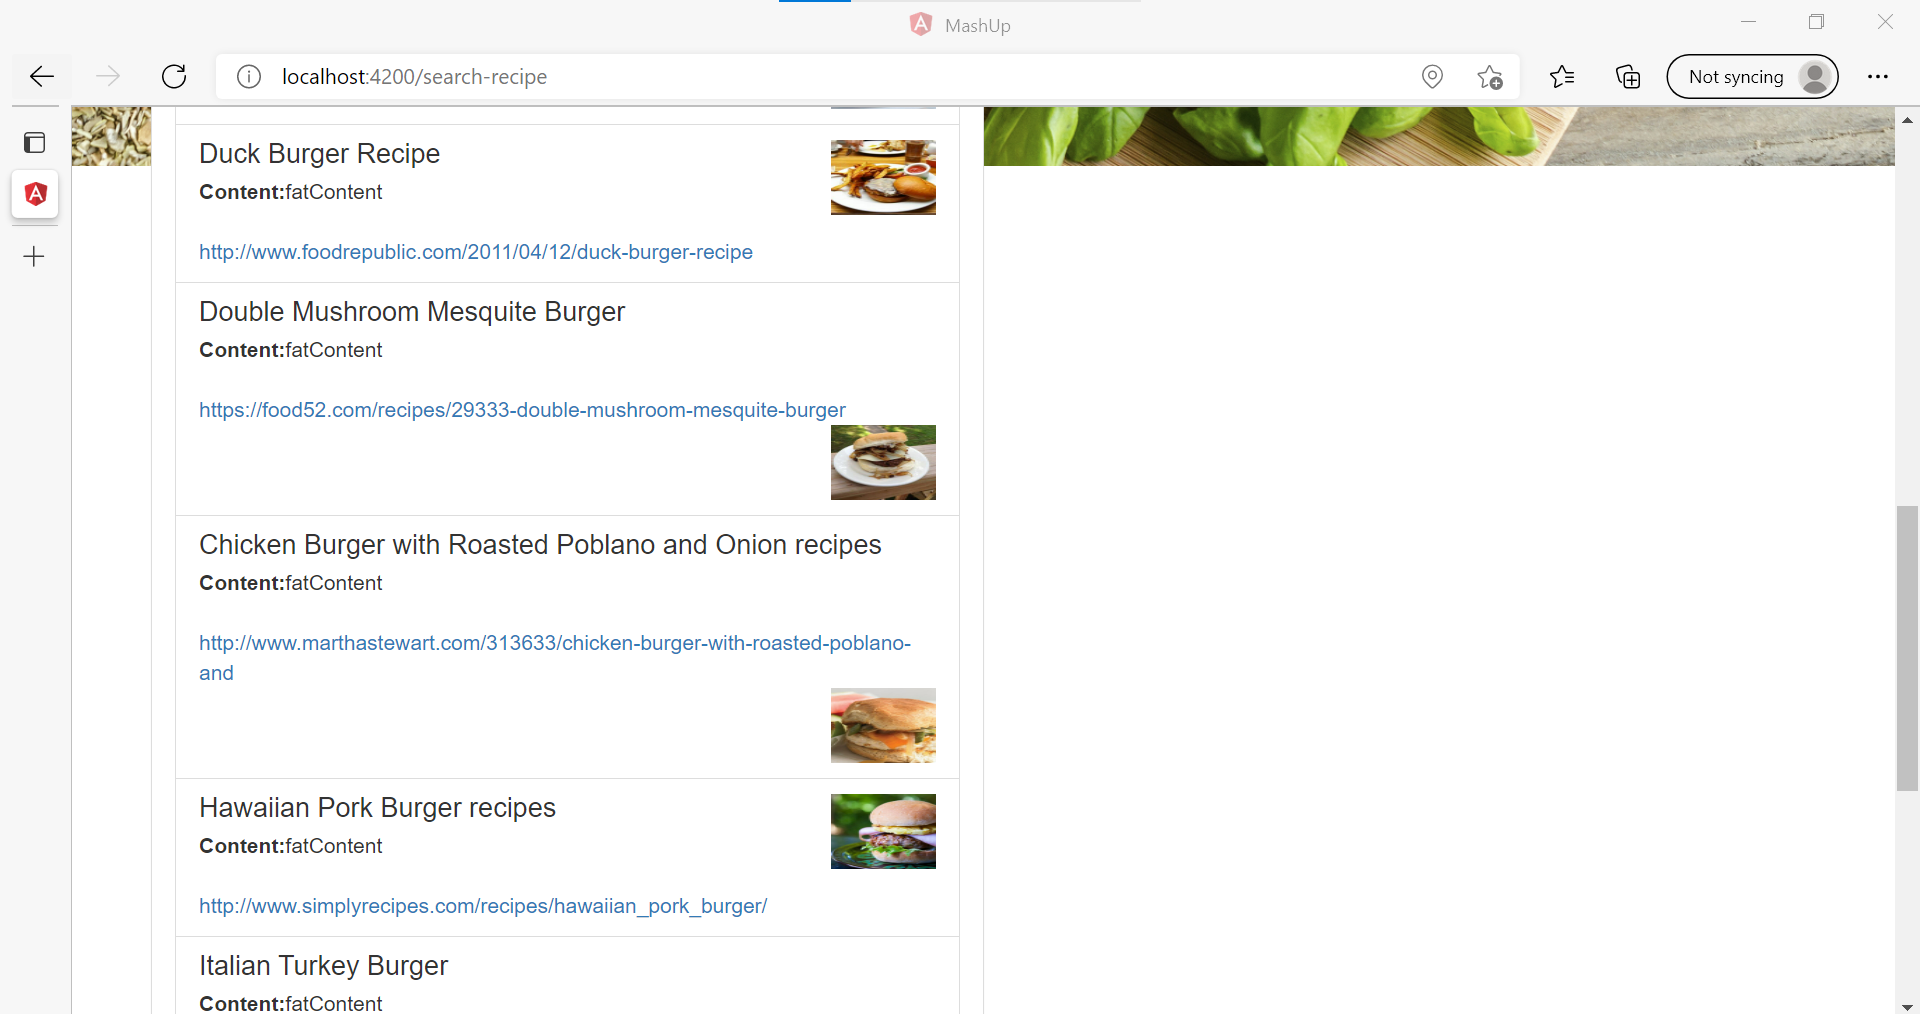 MashUp
localhost:4200/search-recipe
Not syncing
Duck Burger Recipe
Content:fatContent
http://www.foodrepublic.com/2011/04/12/duck-burger-recipe
Double Mushroom Mesquite Burger
Content:fatContent
https://food52.com/recipes/29333-double-mushroom-mesquite-burger
Chicken Burger with Roasted Poblano and Onion recipes
Content:fatContent
http://www.marthastewart.com/313633/chicken-burger-with-roasted-poblano-
and
Hawaiian Pork Burger recipes
Content:fatContent
http://www.simplyrecipes.com/recipes/hawaiian_pork_burger/
Italian Turkey Burger
Content:fatContent